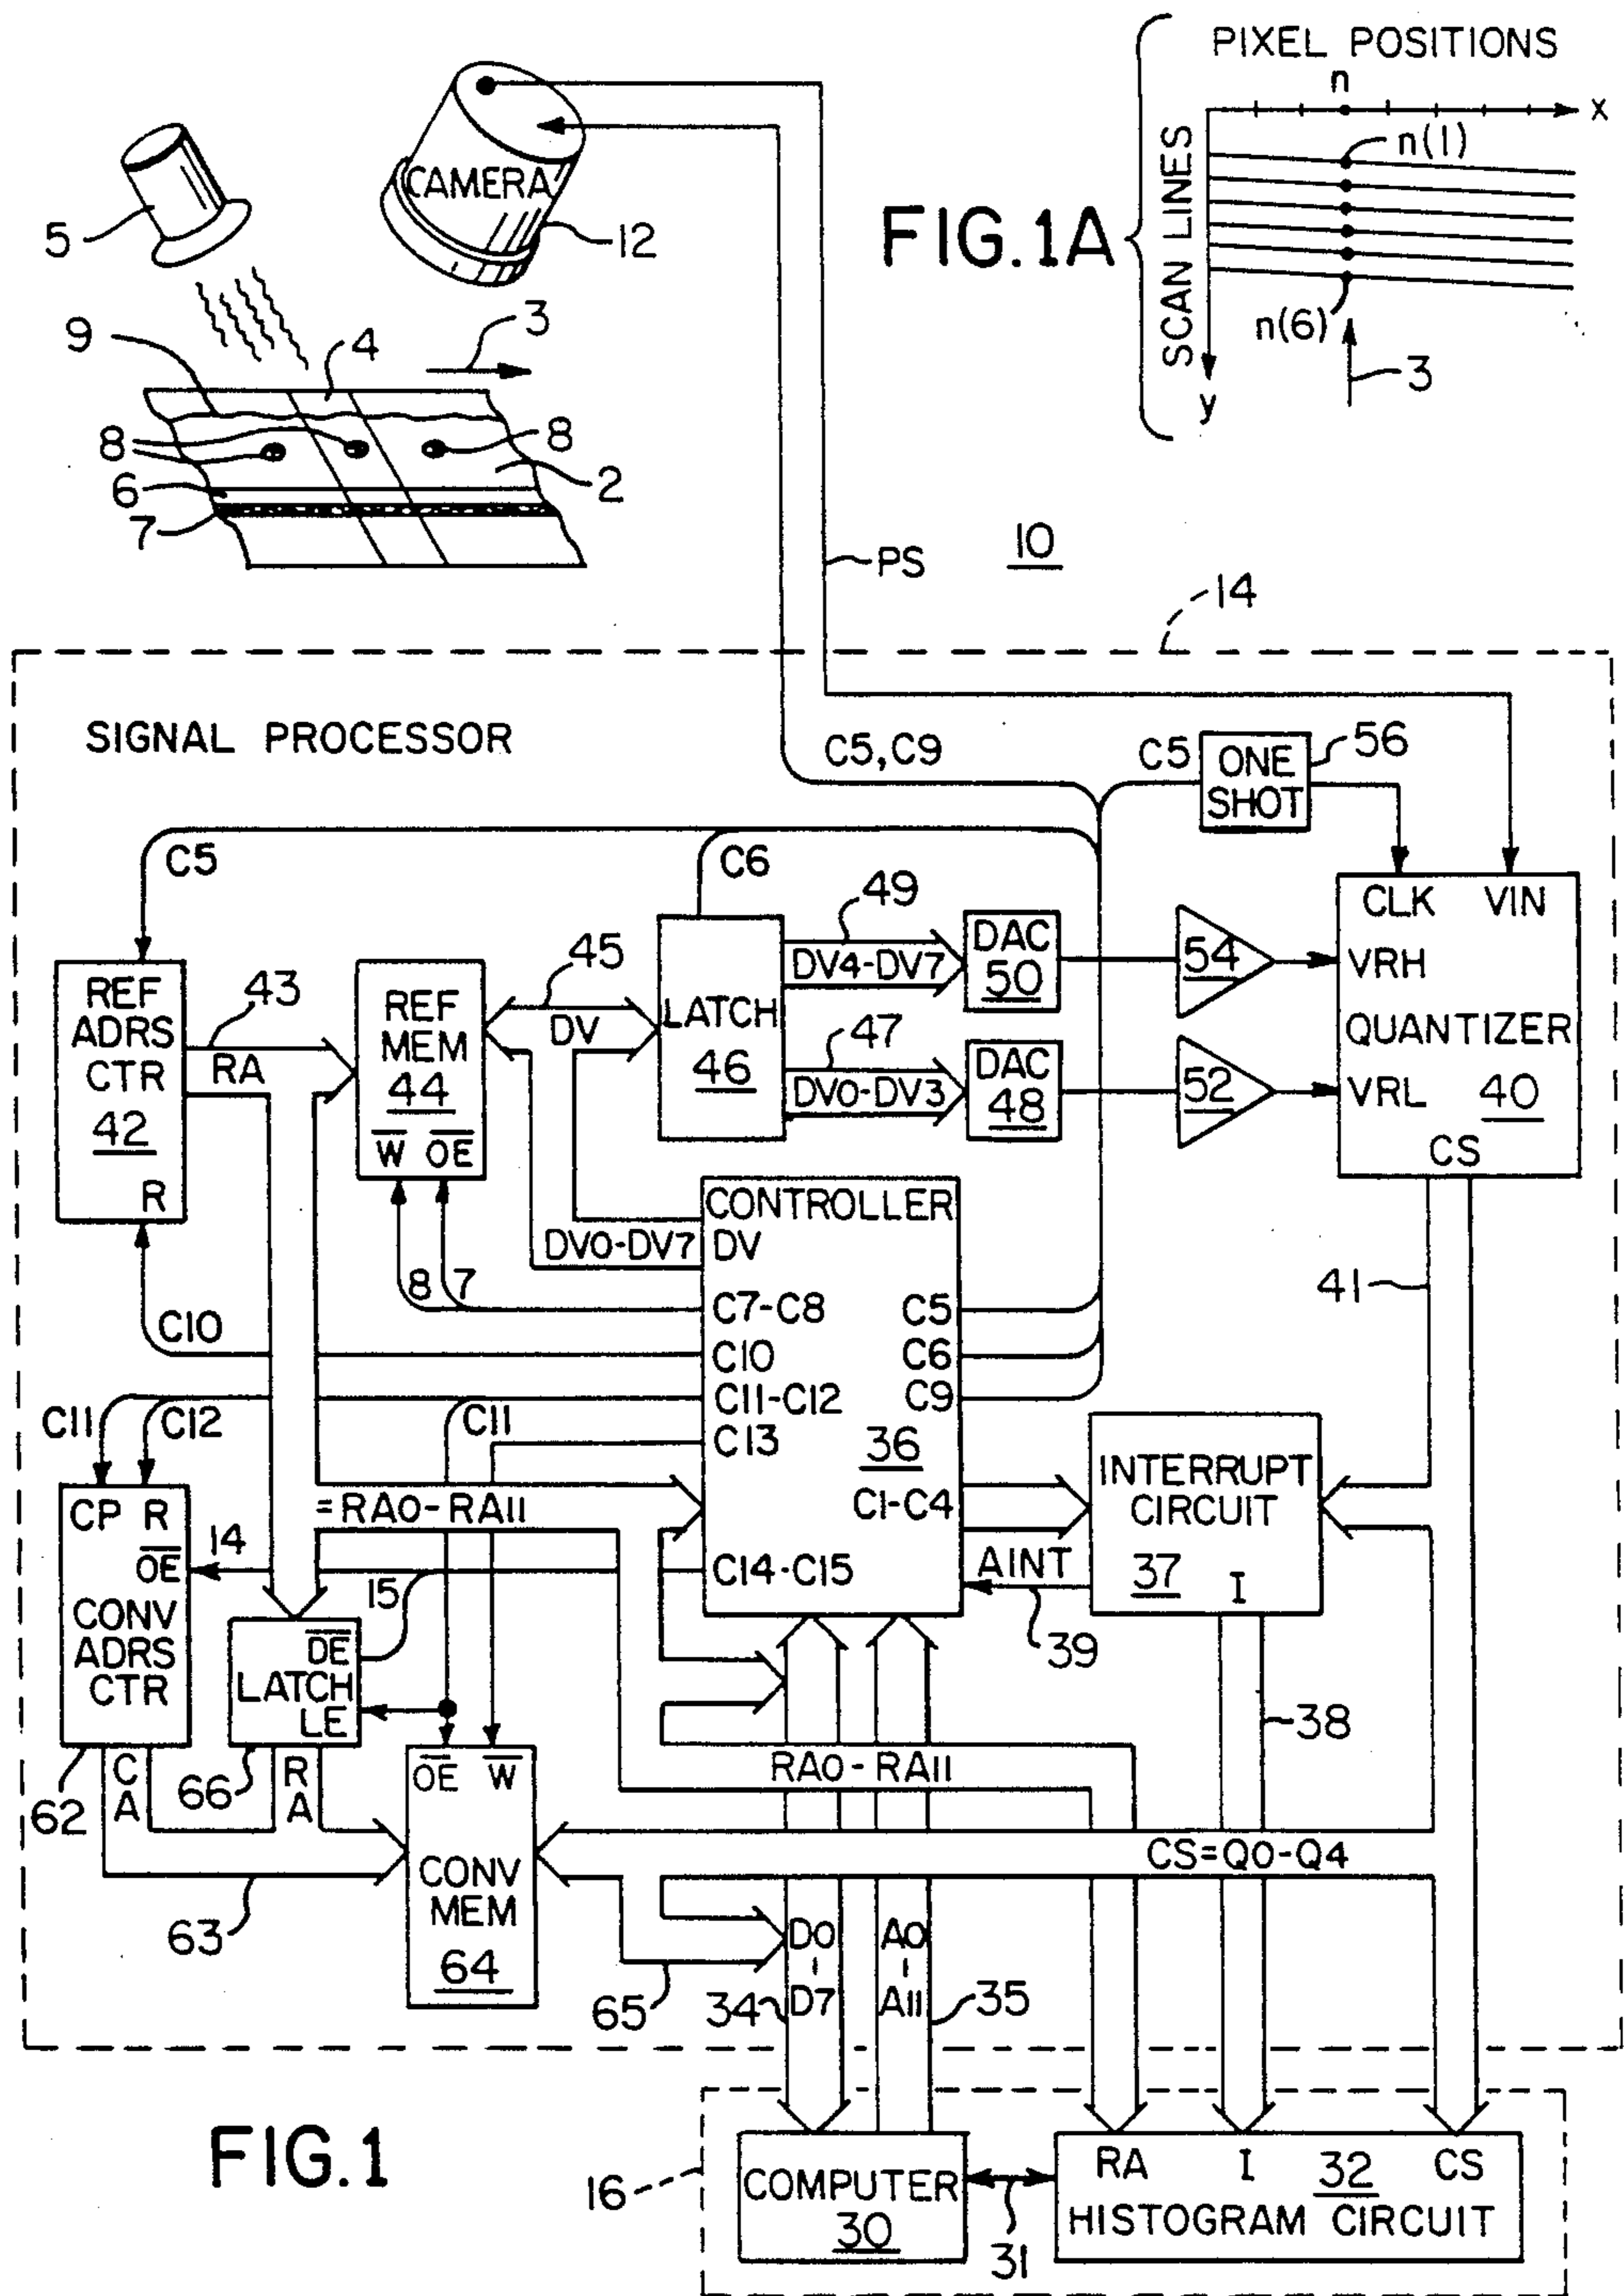 PIXEL POSITIONS
n
x
n(1)
CAMERA
5
12
FIG.1A
SCAN LINES
n(6)
3
y
9
4
3
8
8
2
6
7
PS
10
14
SIGNAL PROCESSOR
C5,C9
C5
ONE
SHOT
56
C5
C6
CLK VIN
49
DAC
50
DV4-DV7
54
VRH
REF
ADRS
CTR
42
R
43
RA
REF
MEM
44
W OE
45
DV
LATCH
46
47
DV0-DV3
DAC
48
52
VRL
QUANTIZER
40
CS
CONTROLLER
DV
DV0-DV7
8 7
C7-C8
C5
41
C10
C10
C6
C11-C12
C9
C11
C12
C11
C13
36
INTERRUPT
CIRCUIT
37
I
CP R
OE
=RA0-RA11
C1-C4
14
AINT
C14-C15
15
39
CONV
ADRS
CTR
DE
LATCH
LE
38
62
CA
66
RA
OE W
RA0-RA11
CS=Q0-Q4
CONV
MEM
64
63
65
D0
-
D7
A0
-
A11
34
35
FIG.1
16
COMPUTER
30
31
RA I 32 CS
HISTOGRAM CIRCUIT